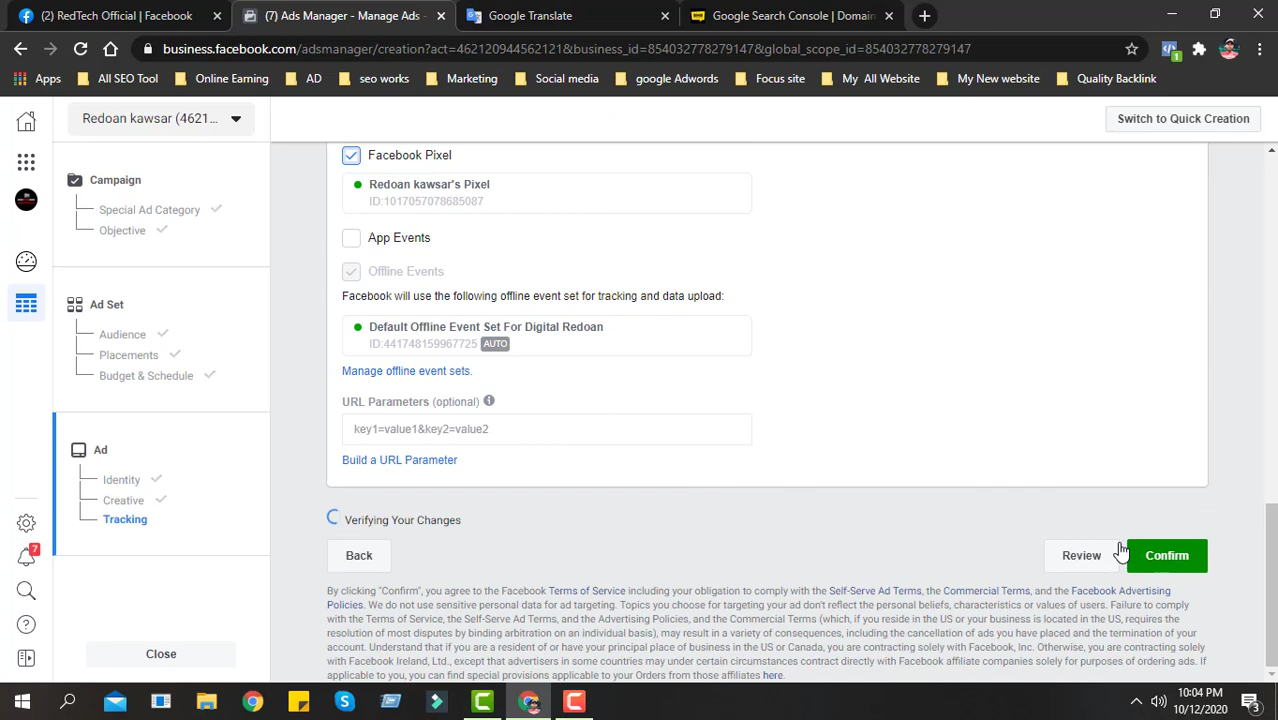 (2) RedTech Official | Facebook
(7) Ads Manager - Manage Ads -
Google Translate
Google Search Console | Domain
business.facebook.com/adsmanager/creation?act=462120944562121&business_id=854032778279147&global_scope_id=854032778279147
1
Apps
All SEO Tool
Online Earning
AD
seo works
Marketing
Social media
google Adwords
Focus site
My All Website
My New website
Quality Backlink
Redoan kawsar (4621...
Switch to Quick Creation
Campaign
Special Ad Category
Objective
Ad Set
Audience
Placements
Budget & Schedule
Ad
Identity
Creative
Tracking
Close
7
Facebook Pixel
Redoan kawsar's Pixel
ID:1017057078685087
App Events
Offline Events
Facebook will use the following offline event set for tracking and data upload:
Default Offline Event Set For Digital Redoan
ID:441748159967725 AUTO
Manage offline event sets.
URL Parameters (optional)
key1=value1&key2=value2
Build a URL Parameter
Verifying Your Changes
Back
Review
Confirm
By clicking "Confirm", you agree to the Facebook Terms of Service including your obligation to comply with the Self-Serve Ad Terms, the Commercial Terms, and the Facebook Advertising
Policies. We do not use sensitive personal data for ad targeting. Topics you choose for targeting your ad don't reflect the personal beliefs, characteristics or values of users. Failure to comply
with the Terms of Service, the Self-Serve Ad Terms, and the Advertising Policies, and the Commercial Terms (which, if you reside in the US or your business is located in the US, requires the
resolution of most disputes by binding arbitration on an individual basis), may result in a variety of consequences, including the cancellation of ads you have placed and the termination of your
account. Understand that if you are a resident of or have your principal place of business in the US or Canada, you are contracting solely with Facebook, Inc. Otherwise, you are contracting solely
with Facebook Ireland, Ltd., except that advertisers in some countries may under certain circumstances contract directly with Facebook affiliate companies solely for purposes of ordering ads. If
applicable to you, you can find special provisions applicable to your Orders from those affiliates here.
10:04 PM
10/12/2020
3